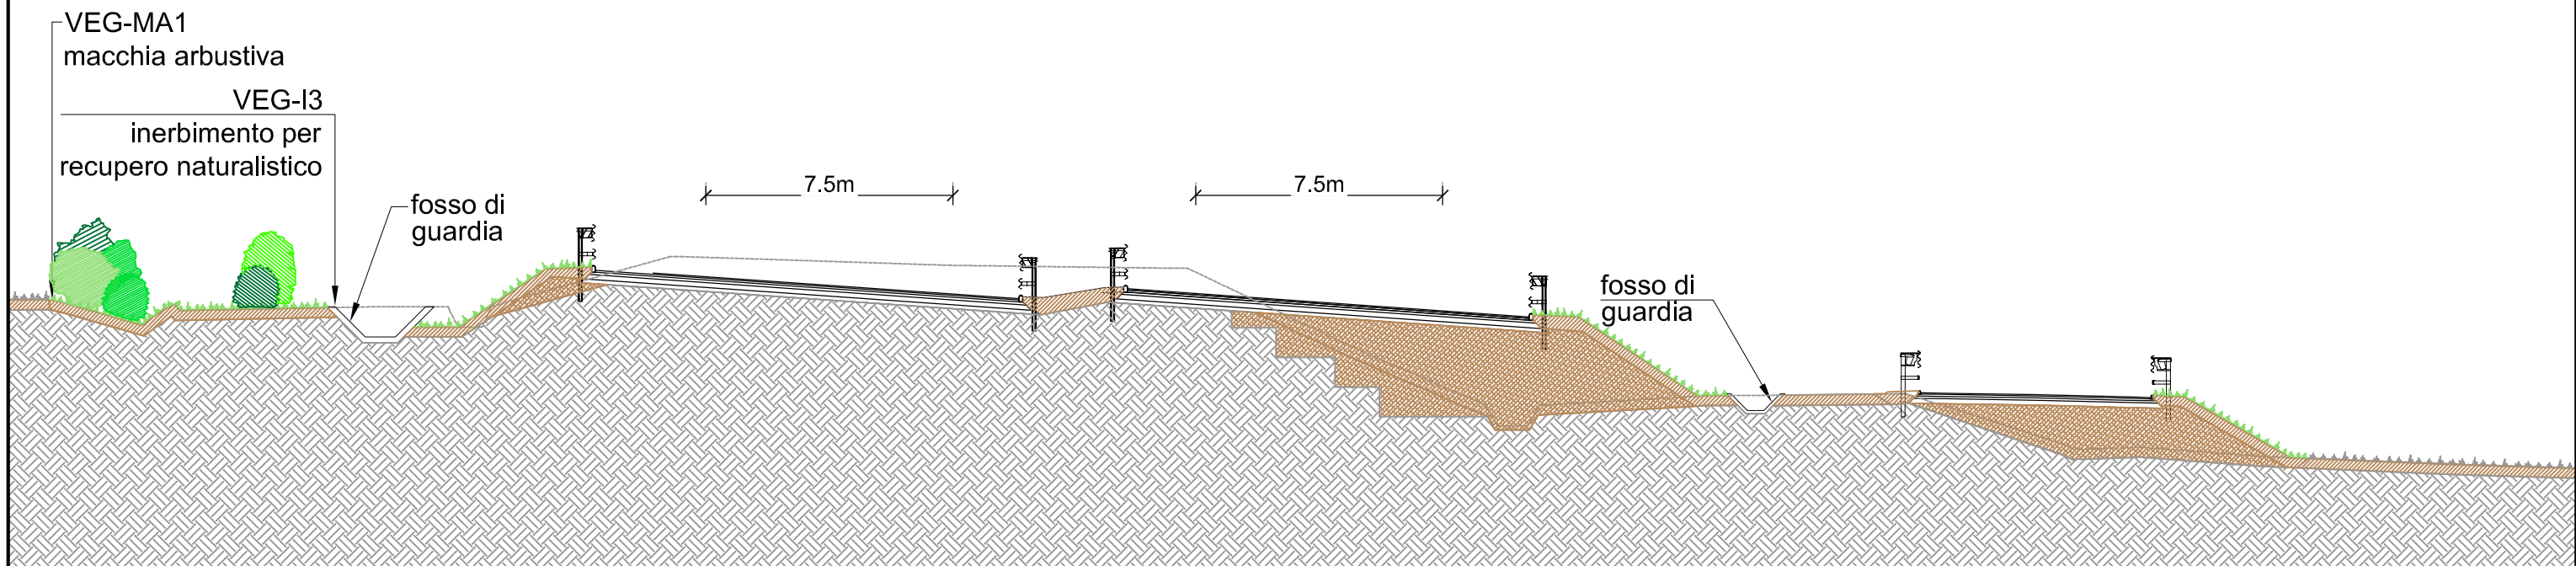 VEG-MA1
macchia arbustiva
VEG-I3
inerbimento per
recupero naturalistico
fosso di
guardia
7.5m
7.5m
fosso di
guardia